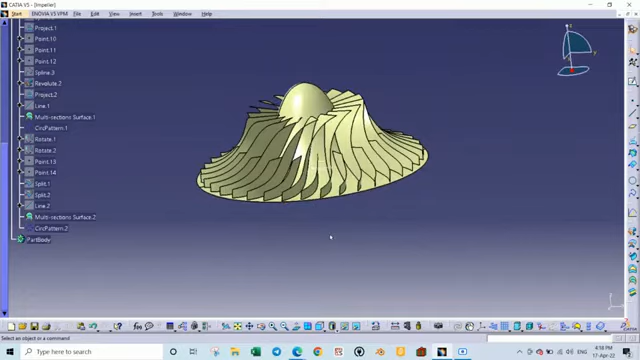 CATIA V5 - [Impeller]
Start ENOVIA V5 VPM File Edit View Insert Tools Window Help
Project.1
Point.10
Point.11
Point.12
Spline.3
Revolute.2
Project.2
Line.1
Multi-sections Surface.1
CircPattern.1
Rotate.1
Rotate.2
Point.13
Point.14
Split.1
Split.2
Line.2
Multi-sections Surface.2
CircPattern.2
PartBody
Select an object or a command
Type here to search
ENG
4:58 PM
17-Apr-22